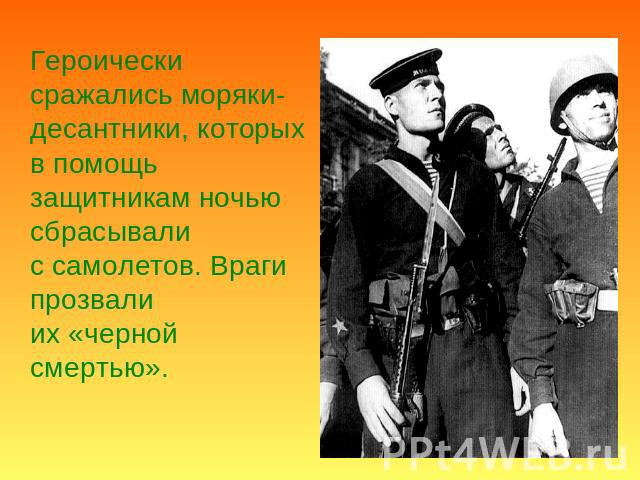 Героически
сражались моряки-
десантники, которых
в помощь
защитникам ночью
сбрасывали
с самолетов. Враги
прозвали
их «черной
смертью».
PPt4WEB.ru